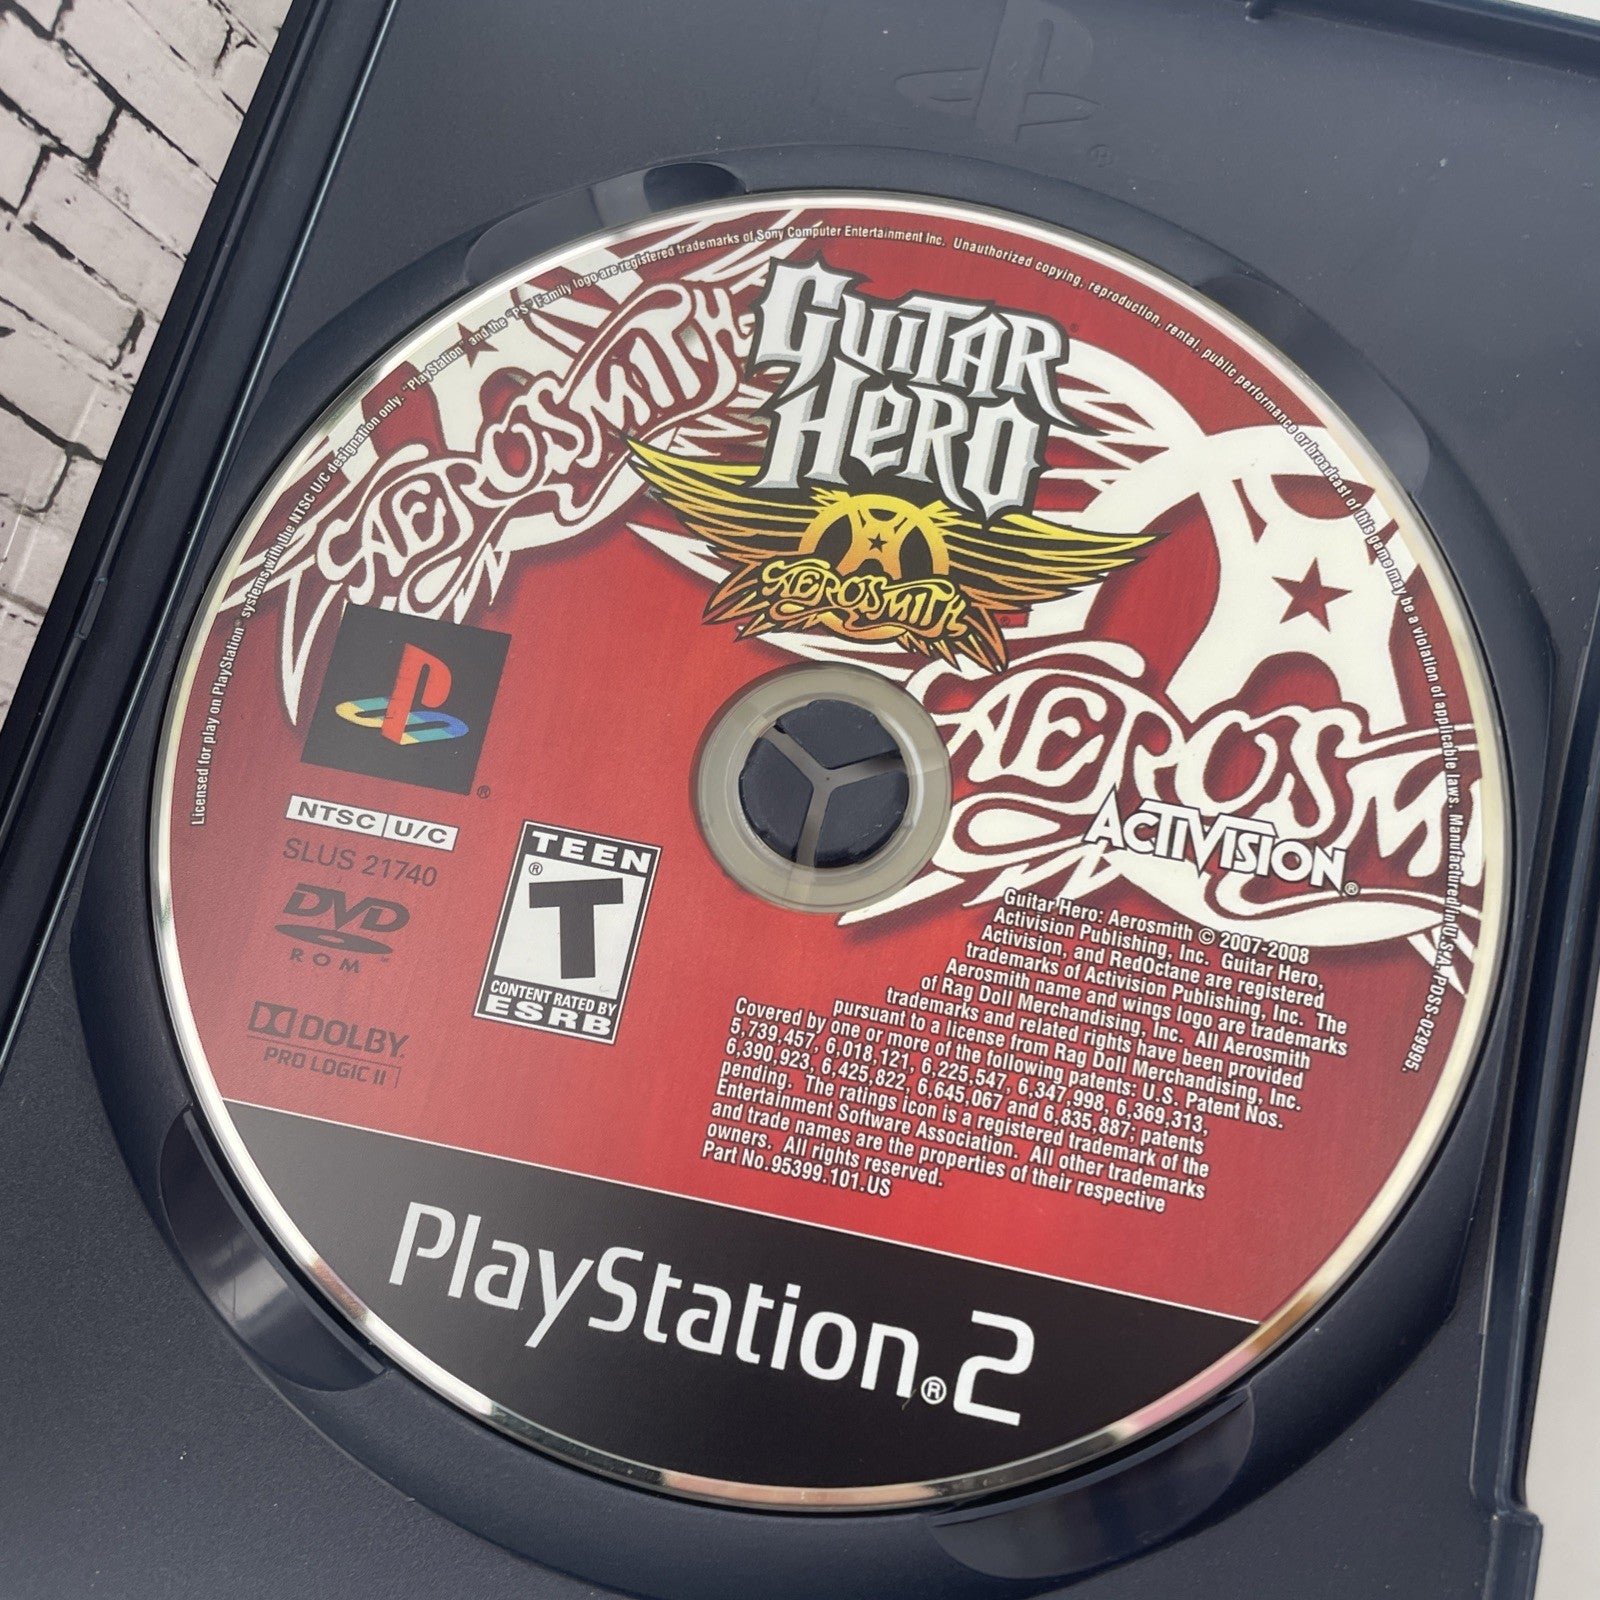 Licensed for play on PlayStation® systems with the NTSC U/C designation only. "PlayStation" and the "PS" Family logo are registered trademarks of Sony Computer Entertainment Inc. Unauthorized copying, reproduction, rental, public performance or broadcast of this game may be a violation of applicable laws. Manufactured in U.S.A. PDSS-029995.
GUITAR
HERO®
AEROSMITH®
AEROSMITH
AEROSM
NTSC U/C
SLUS 21740
DVD
ROM
DOLBY
PRO LOGIC II
TEEN
T
CONTENT RATED BY
ESRB
ACTIVISION®
Guitar Hero: Aerosmith © 2007-2008
Activision Publishing, Inc. Guitar Hero,
Activision, and RedOctane are registered
trademarks of Activision Publishing, Inc. The
Aerosmith name and wings logo are trademarks
of Rag Doll Merchandising, Inc. All Aerosmith
trademarks and related rights have been provided
pursuant to a license from Rag Doll Merchandising, Inc.
Covered by one or more of the following patents: U.S. Patent Nos.
5,739,457, 6,018,121, 6,225,547, 6,347,998, 6,369,313,
6,390,923, 6,425,822, 6,645,067 and 6,835,887; patents
pending. The ratings icon is a registered trademark of the
Entertainment Software Association. All other trademarks
and trade names are the properties of their respective
owners. All rights reserved.
Part No.95399.101.US
PlayStation®2